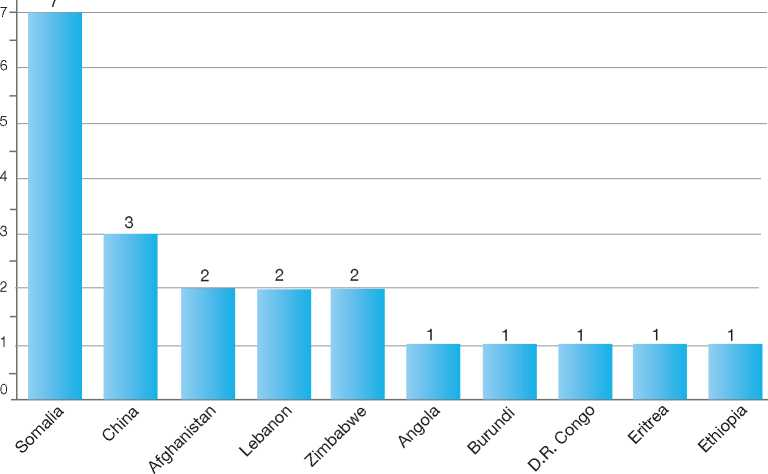 7
7
6
5
4
3
3
2
2
2
2
1
1
1
1
1
1
0
Somalia
China
Afghanistan
Lebanon
Zimbabwe
Angola
Burundi
D.R. Congo
Eritrea
Ethiopia